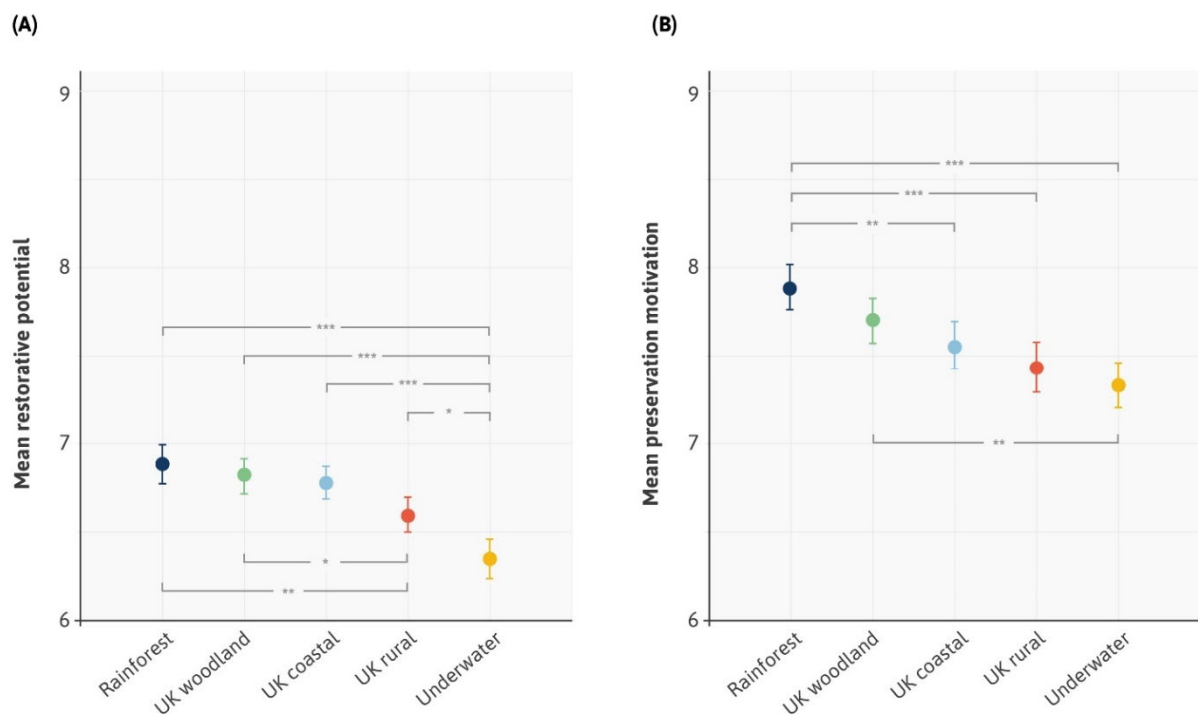 (A)
Mean restorative potential
9
8
7
6
***
***
***
*
*
**
Rainforest
UK woodland
UK coastal
UK rural
Underwater
(B)
Mean preservation motivation
9
8
7
6
***
***
**
**
Rainforest
UK woodland
UK coastal
UK rural
Underwater